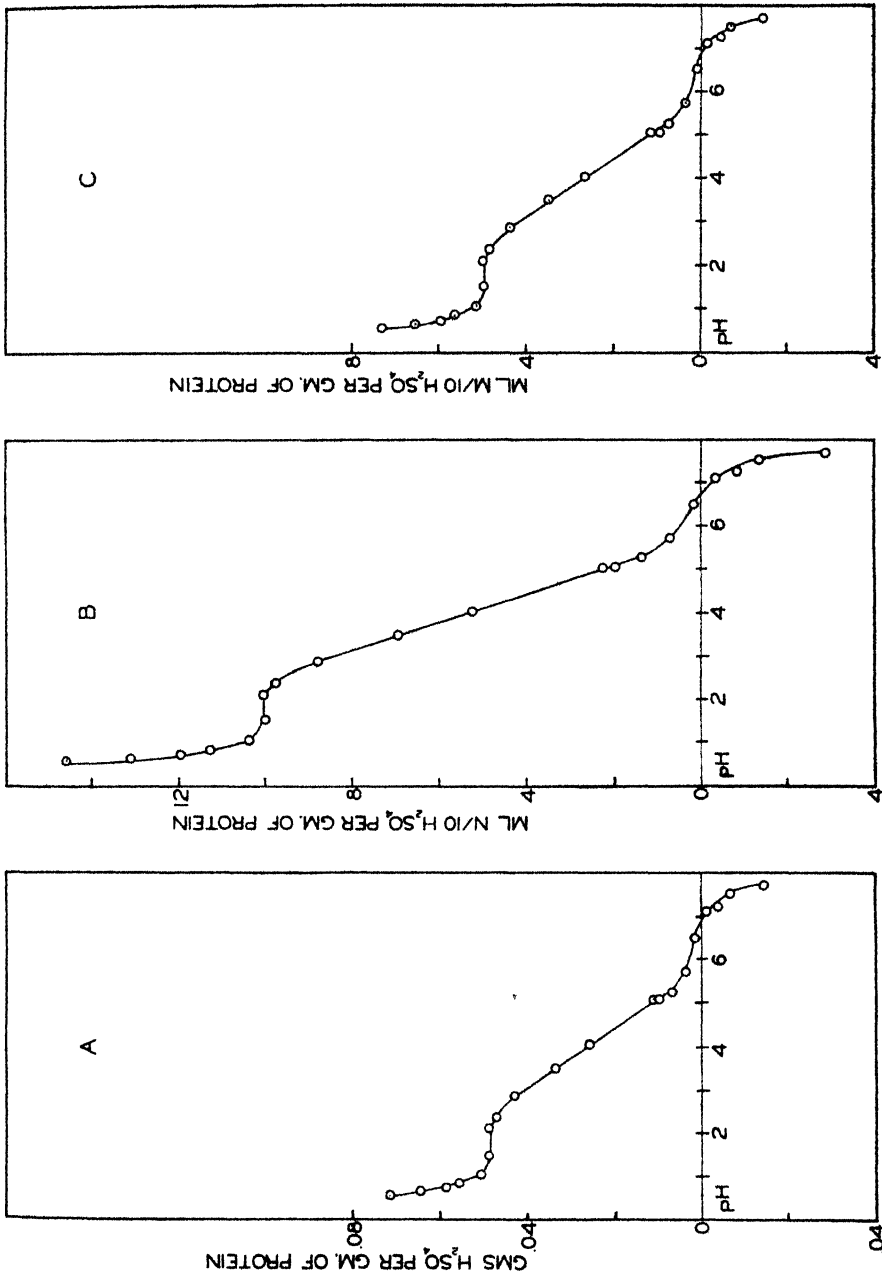 A
GMS H₂SO₄ PER GM. OF PROTEIN
.08
.04
0
.04
pH
2
4
6
B
ML N/10 H₂SO₄ PER GM. OF PROTEIN
12
8
4
0
4
pH
2
4
6
C
ML M/10 H₂SO₄ PER GM. OF PROTEIN
8
4
0
4
pH
2
4
6